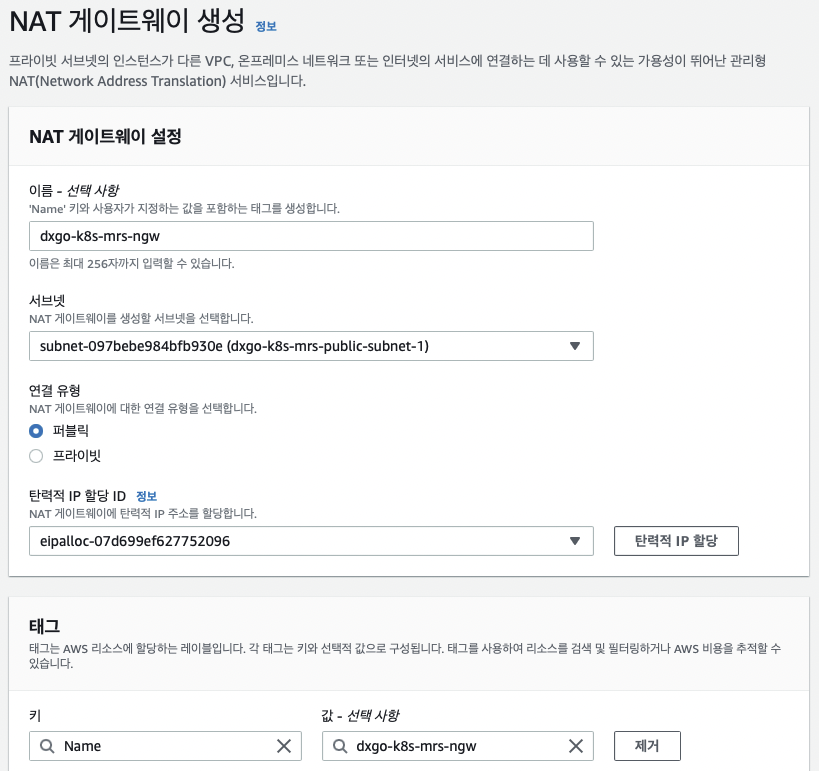 NAT 게이트웨이 생성 정보
프라이빗 서브넷의 인스턴스가 다른 VPC, 온프레미스 네트워크 또는 인터넷의 서비스에 연결하는 데 사용할 수 있는 가용성이 뛰어난 관리형
NAT(Network Address Translation) 서비스입니다.
NAT 게이트웨이 설정
이름 - 선택 사항
'Name' 키와 사용자가 지정하는 값을 포함하는 태그를 생성합니다.
dxgo-k8s-mrs-ngw
이름은 최대 256자까지 입력할 수 있습니다.
서브넷
NAT 게이트웨이를 생성할 서브넷을 선택합니다.
subnet-097bebe984bfb930e (dxgo-k8s-mrs-public-subnet-1)
연결 유형
NAT 게이트웨이에 대한 연결 유형을 선택합니다.
퍼블릭
프라이빗
탄력적 IP 할당 ID 정보
NAT 게이트웨이에 탄력적 IP 주소를 할당합니다.
eipalloc-07d699ef627752096
탄력적 IP 할당
태그
태그는 AWS 리소스에 할당하는 레이블입니다. 각 태그는 키와 선택적 값으로 구성됩니다. 태그를 사용하여 리소스를 검색 및 필터링하거나 AWS 비용을 추적할 수
있습니다.
키
값 - 선택 사항
Name
dxgo-k8s-mrs-ngw
제거